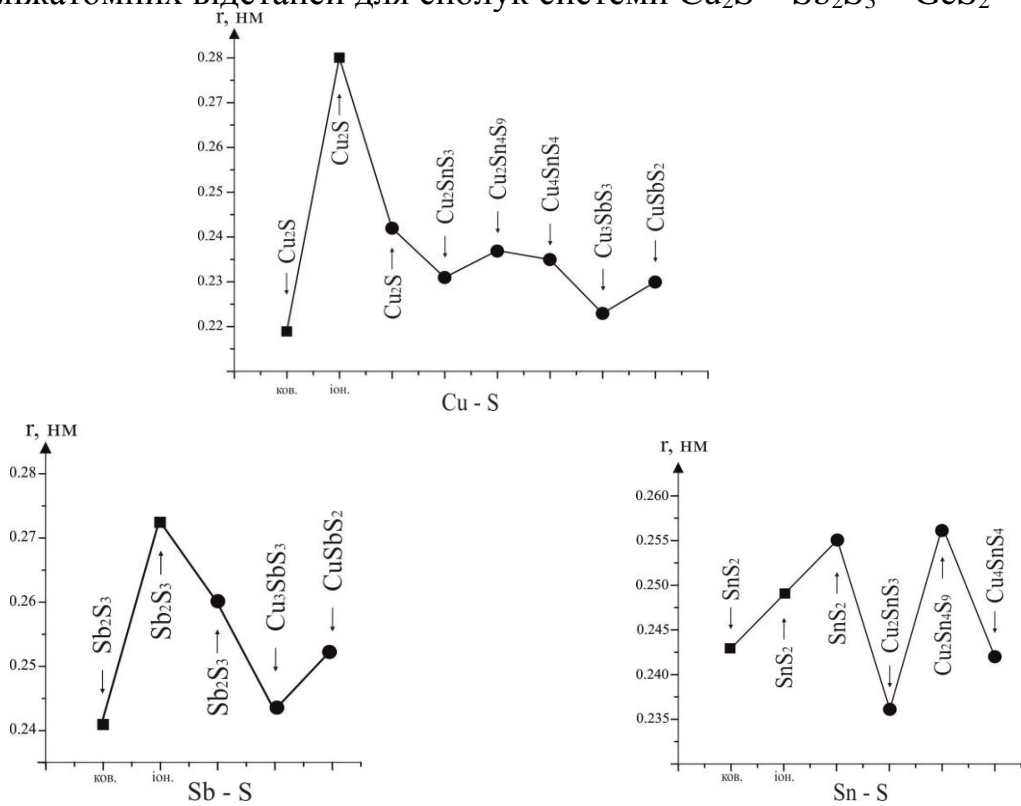 міжатомних відстаней для сполук системи Cu₂S – Sb₂S₃ – GeS₂
r, нм
0.28
0.27
0.26
0.25
0.24
0.23
0.22
Cu₂S
Cu₂S
Cu₂S
Cu₂SnS₃
Cu₂Sn₄S₉
Cu₄SnS₄
Cu₃SbS₃
CuSbS₂
ков.
іон.
Cu - S
r, нм
0.28
0.27
0.26
0.25
0.24
Sb₂S₃
Sb₂S₃
Sb₂S₃
Cu₃SbS₃
CuSbS₂
ков.
іон.
Sb - S
r, нм
0.260
0.255
0.250
0.245
0.240
0.235
SnS₂
SnS₂
SnS₂
Cu₂SnS₃
Cu₂Sn₄S₉
Cu₄SnS₄
ков.
іон.
Sn - S